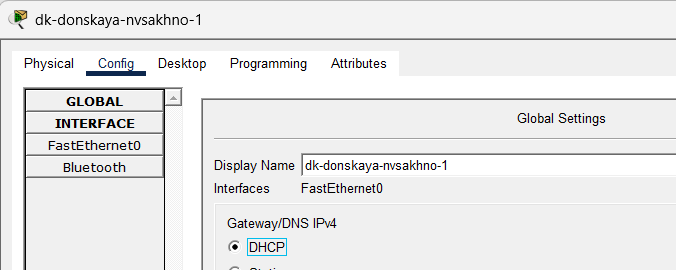 dk-donskaya-nvsakhno-1
Physical Config Desktop Programming Attributes
GLOBAL
INTERFACE
FastEthernet0
Bluetooth
Global Settings
Display Name dk-donskaya-nvsakhno-1
Interfaces FastEthernet0
Gateway/DNS IPv4
DHCP